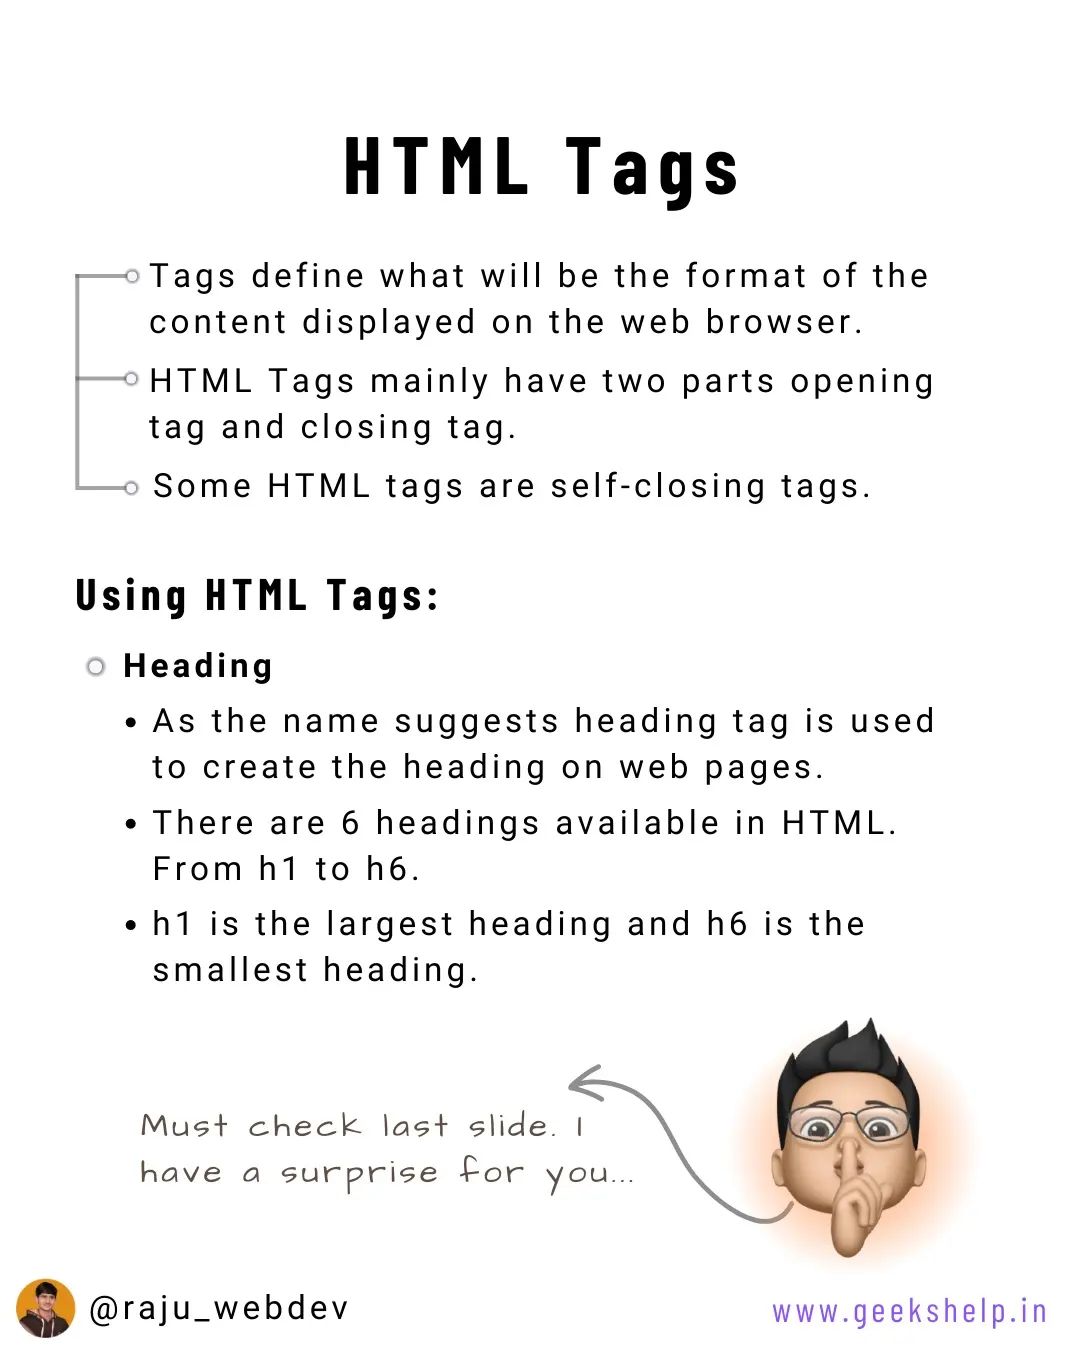 HTML Tags
Tags define what will be the format of the
content displayed on the web browser.
HTML Tags mainly have two parts opening
tag and closing tag.
Some HTML tags are self-closing tags.
Using HTML Tags:
Heading
As the name suggests heading tag is used
to create the heading on web pages.
There are 6 headings available in HTML.
From h1 to h6.
h1 is the largest heading and h6 is the
smallest heading.
Must check last slide. I
have a surprise for you...
@raju_webdev
www.geekshelp.in